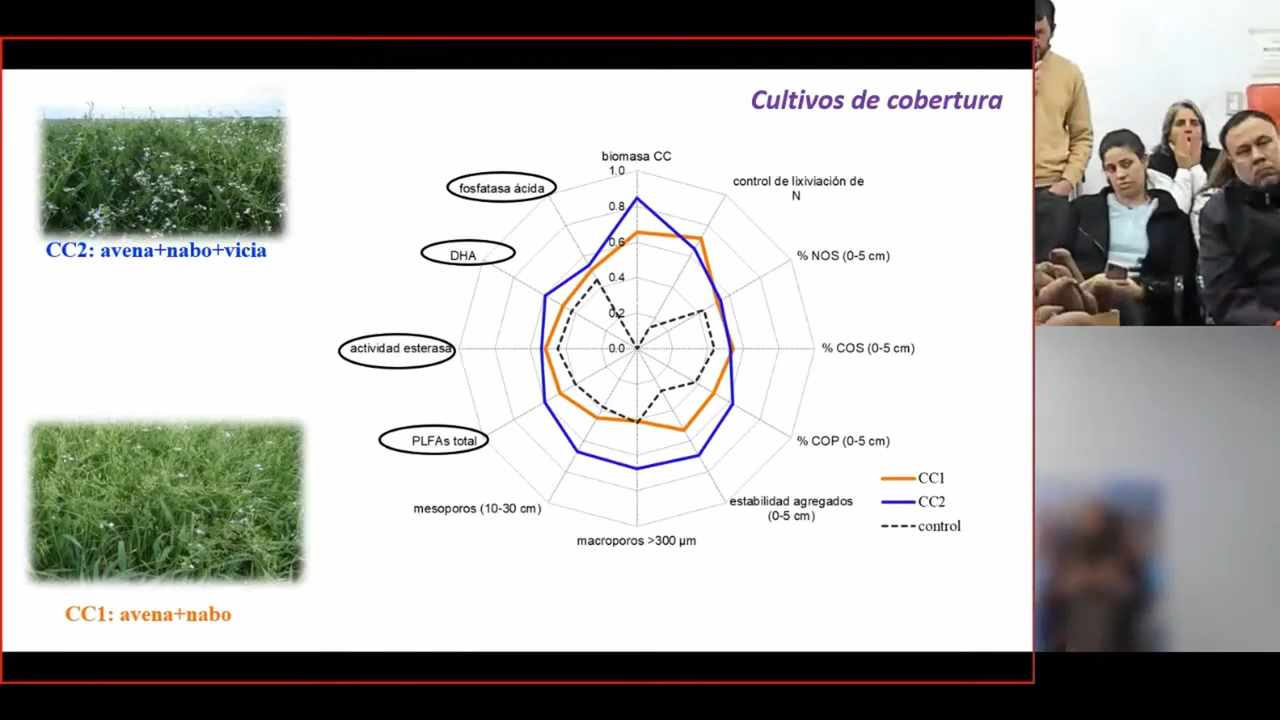 Cultivos de cobertura
CC2: avena+nabo+vicia
CC1: avena+nabo
biomasa CC
1.0
0.8
0.6
0.4
0.2
0.0
control de lixiviación de
N
% NOS (0-5 cm)
% COS (0-5 cm)
% COP (0-5 cm)
estabilidad agregados
(0-5 cm)
macroporos >300 µm
mesoporos (10-30 cm)
PLFAs total
actividad esterasa
DHA
fosfatasa ácida
CC1
CC2
control